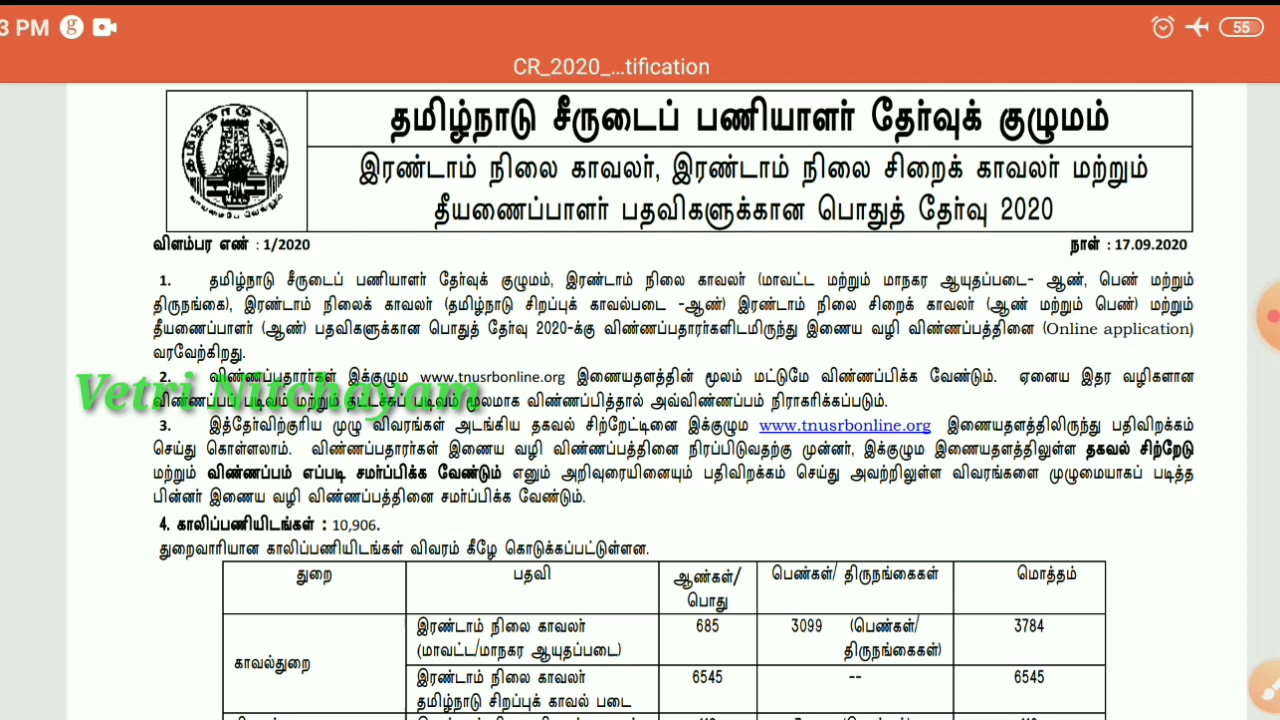 3 PM
55
CR_2020_...tification
தமிழ்நாடு சீருடைப் பணியாளர் தேர்வுக் குழுமம்
இரண்டாம் நிலை காவலர், இரண்டாம் நிலை சிறைக் காவலர் மற்றும்
தீயணைப்பாளர் பதவிகளுக்கான பொதுத் தேர்வு 2020
விளம்பர எண் : 1/2020
நாள் : 17.09.2020
1. தமிழ்நாடு சீருடைப் பணியாளர் தேர்வுக் குழுமம், இரண்டாம் நிலை காவலர் (மாவட்ட மற்றும் மாநகர ஆயுதப்படை- ஆண், பெண் மற்றும்
திருநங்கை), இரண்டாம் நிலைக் காவலர் (தமிழ்நாடு சிறப்புக் காவல்படை -ஆண்) இரண்டாம் நிலை சிறைக் காவலர் (ஆண் மற்றும் பெண்) மற்றும்
தீயணைப்பாளர் (ஆண்) பதவிகளுக்கான பொதுத் தேர்வு 2020-க்கு விண்ணப்பதாரர்களிடமிருந்து இணைய வழி விண்ணப்பத்தினை (Online application)
வரவேற்கிறது.
2. விண்ணப்பதாரர்கள் இக்குழும www.tnusrbonline.org இணையதளத்தின் மூலம் மட்டுமே விண்ணப்பிக்க வேண்டும். ஏனைய இதர வழிகளான
Vetri Nitchayam
விண்ணப்பப் படிவம் மற்றும் தட்டச்சுப் படிவம் மூலமாக விண்ணப்பித்தால் அவ்விண்ணப்பம் நிராகரிக்கப்படும்.
3. இத்தேர்விற்குரிய முழு விவரங்கள் அடங்கிய தகவல் சிற்றேட்டினை இக்குழும www.tnusrbonline.org இணையதளத்திலிருந்து பதிவிறக்கம்
செய்து கொள்ளலாம். விண்ணப்பதாரர்கள் இணைய வழி விண்ணப்பத்தினை நிரப்பிடுவதற்கு முன்னர், இக்குழும இணையதளத்திலுள்ள தகவல் சிற்றேடு
மற்றும் விண்ணப்பம் எப்படி சமர்ப்பிக்க வேண்டும் எனும் அறிவுரையினையும் பதிவிறக்கம் செய்து அவற்றிலுள்ள விவரங்களை முழுமையாகப் படித்த
பின்னர் இணைய வழி விண்ணப்பத்தினை சமர்ப்பிக்க வேண்டும்.
4. காலிப்பணியிடங்கள் : 10,906.
துறைவாரியான காலிப்பணியிடங்கள் விவரம் கீழே கொடுக்கப்பட்டுள்ளன.
துறை பதவி ஆண்கள்/ பெண்கள்/ திருநங்கைகள் மொத்தம்
பொது
இரண்டாம் நிலை காவலர் 685 3099 (பெண்கள்/ 3784
(மாவட்ட/மாநகர ஆயுதப்படை) திருநங்கைகள்)
காவல்துறை
இரண்டாம் நிலை காவலர் 6545 -- 6545
தமிழ்நாடு சிறப்புக் காவல் படை